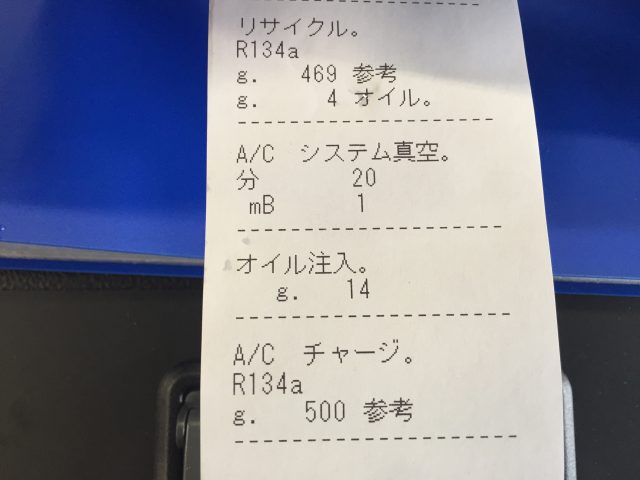 リサイクル。
R134a
g. 469 参考
g. 4 オイル。
A/C システム真空。
分 20
mB 1
オイル注入。
g. 14
A/C チャージ。
R134a
g. 500 参考